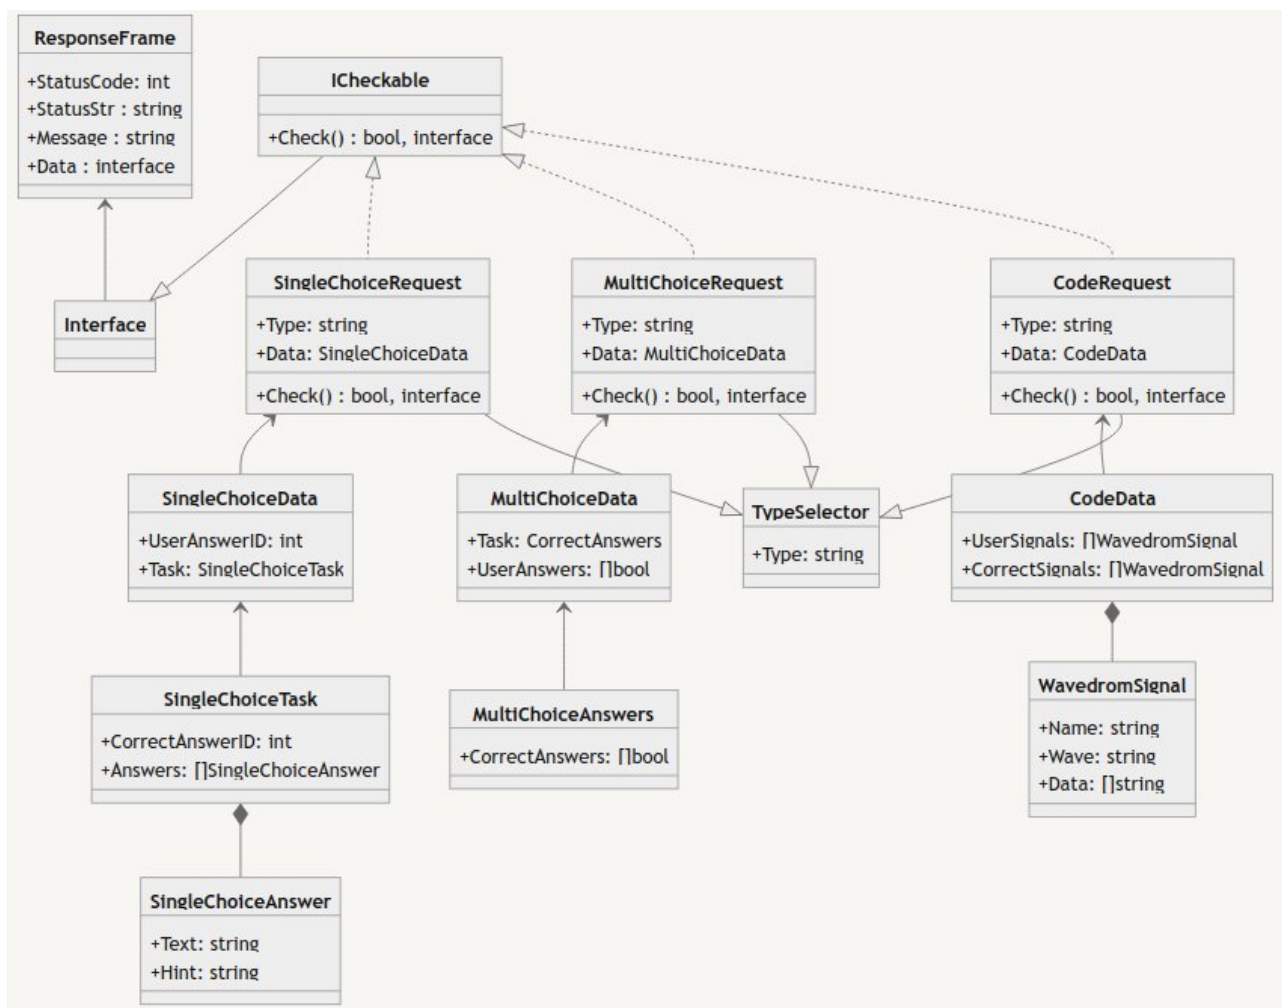 ResponseFrame
+StatusCode: int
+StatusStr : string
+Message : string
+Data : interface
ICheckable
+Check() : bool, interface
Interface
SingleChoiceRequest
+Type: string
+Data: SingleChoiceData
+Check() : bool, interface
MultiChoiceRequest
+Type: string
+Data: MultiChoiceData
+Check() : bool, interface
CodeRequest
+Type: string
+Data: CodeData
+Check() : bool, interface
SingleChoiceData
+UserAnswerID: int
+Task: SingleChoiceTask
MultiChoiceData
+Task: CorrectAnswers
+UserAnswers: []bool
TypeSelector
+Type: string
CodeData
+UserSignals: []WavedromSignal
+CorrectSignals: []WavedromSignal
SingleChoiceTask
+CorrectAnswerID: int
+Answers: []SingleChoiceAnswer
MultiChoiceAnswers
+CorrectAnswers: []bool
WavedromSignal
+Name: string
+Wave: string
+Data: []string
SingleChoiceAnswer
+Text: string
+Hint: string